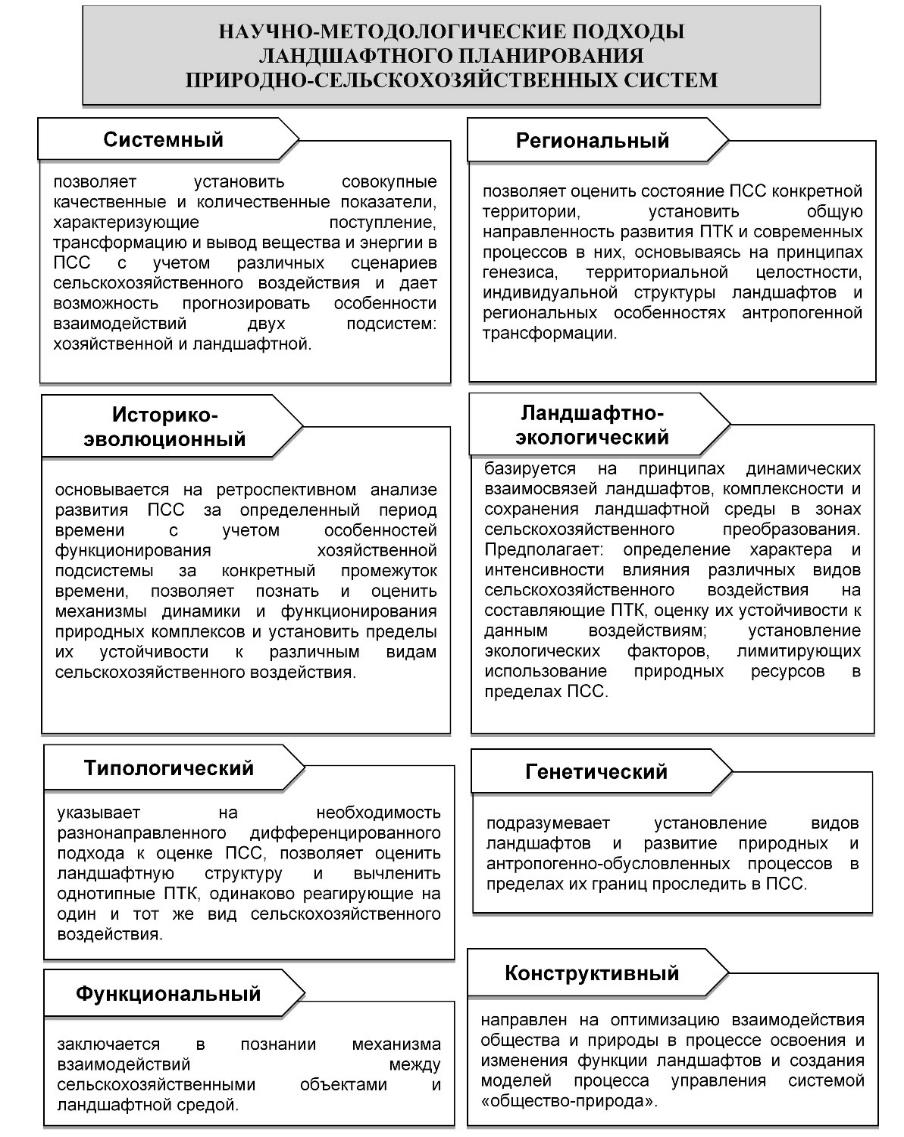 НАУЧНО-МЕТОДОЛОГИЧЕСКИЕ ПОДХОДЫ
ЛАНДШАФТНОГО ПЛАНИРОВАНИЯ
ПРИРОДНО-СЕЛЬСКОХОЗЯЙСТВЕННЫХ СИСТЕМ
Системный
позволяет установить совокупные
качественные и количественные показатели,
характеризующие поступление,
трансформацию и вывод вещества и энергии в
ПСС с учетом различных сценариев
сельскохозяйственного воздействия и дает
возможность прогнозировать особенности
взаимодействий двух подсистем:
хозяйственной и ландшафтной.
Региональный
позволяет оценить состояние ПСС конкретной
территории, установить общую
направленность развития ПТК и современных
процессов в них, основываясь на принципах
генезиса, территориальной целостности,
индивидуальной структуры ландшафтов и
региональных особенностях антропогенной
трансформации.
Историко-
эволюционный
основывается на ретроспективном анализе
развития ПСС за определенный период
времени с учетом особенностей
функционирования хозяйственной
подсистемы за конкретный промежуток
времени, позволяет познать и оценить
механизмы динамики и функционирования
природных комплексов и установить пределы
их устойчивости к различным видам
сельскохозяйственного воздействия.
Ландшафтно-
экологический
базируется на принципах динамических
взаимосвязей ландшафтов, комплексности и
сохранения ландшафтной среды в зонах
сельскохозяйственного преобразования.
Предполагает: определение характера и
интенсивности влияния различных видов
сельскохозяйственного воздействия на
составляющие ПТК, оценку их устойчивости к
данным воздействиям; установление
экологических факторов, лимитирующих
использование природных ресурсов в
пределах ПСС.
Типологический
указывает на необходимость
разнонаправленного дифференцированного
подхода к оценке ПСС, позволяет оценить
ландшафтную структуру и вычленить
однотипные ПТК, одинаково реагирующие на
один и тот же вид сельскохозяйственного
воздействия.
Генетический
подразумевает установление видов
ландшафтов и развитие природных и
антропогенно-обусловленных процессов в
пределах их границ проследить в ПСС.
Функциональный
заключается в познании механизма
взаимодействий между
сельскохозяйственными объектами и
ландшафтной средой.
Конструктивный
направлен на оптимизацию взаимодействия
общества и природы в процессе освоения и
изменения функции ландшафтов и создания
моделей процесса управления системой
«общество-природа».